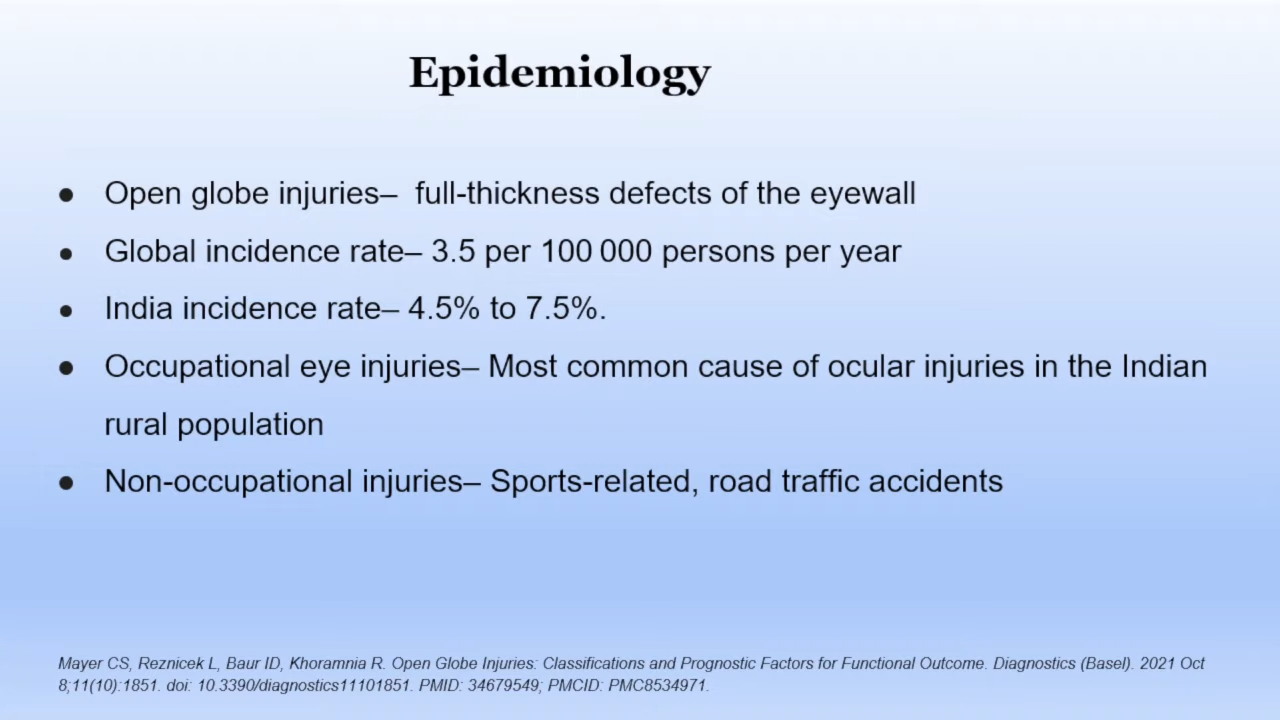 Epidemiology
● Open globe injuries–  full-thickness defects of the eyewall
● Global incidence rate– 3.5 per 100 000 persons per year
● India incidence rate– 4.5% to 7.5%.
● Occupational eye injuries– Most common cause of ocular injuries in the Indian
rural population
● Non-occupational injuries– Sports-related, road traffic accidents
Mayer CS, Reznicek L, Baur ID, Khoramnia R. Open Globe Injuries: Classifications and Prognostic Factors for Functional Outcome. Diagnostics (Basel). 2021 Oct
8;11(10):1851. doi: 10.3390/diagnostics11101851. PMID: 34679549; PMCID: PMC8534971.